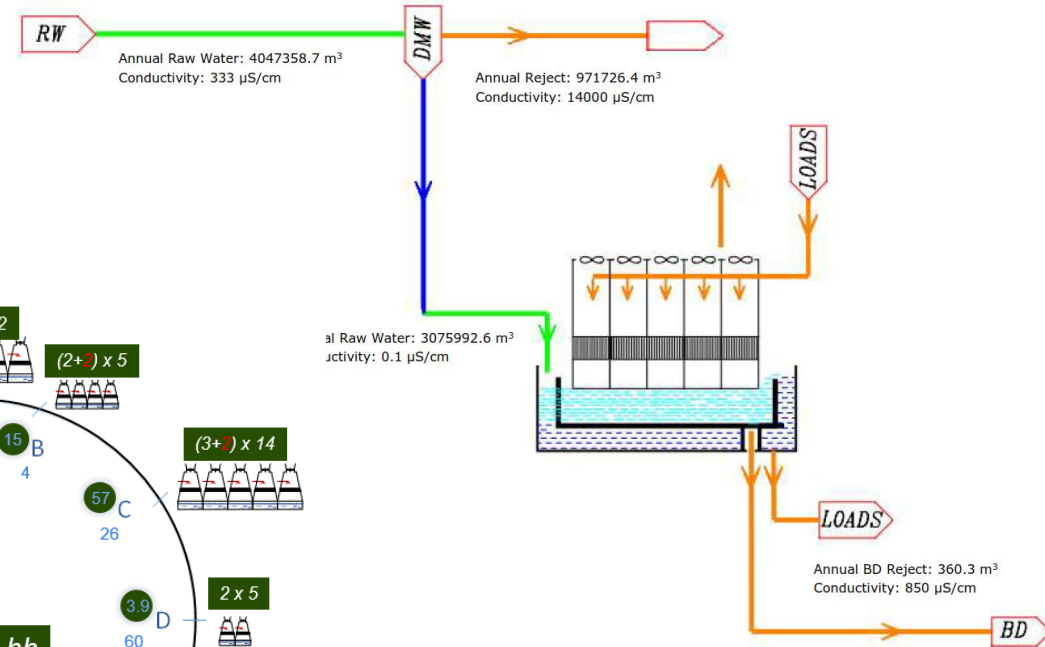 RW
DMW
Annual Raw Water: 4047358.7 m³
Conductivity: 333 µS/cm
Annual Reject: 971726.4 m³
Conductivity: 14000 µS/cm
LOADS
al Raw Water: 3075992.6 m³
uctivity: 0.1 µS/cm
2
(2+2) x 5
15 B
4
(3+2) x 14
57 C
26
LOADS
Annual BD Reject: 360.3 m³
Conductivity: 850 µS/cm
2 x 5
3.9 D
60
BD
bh